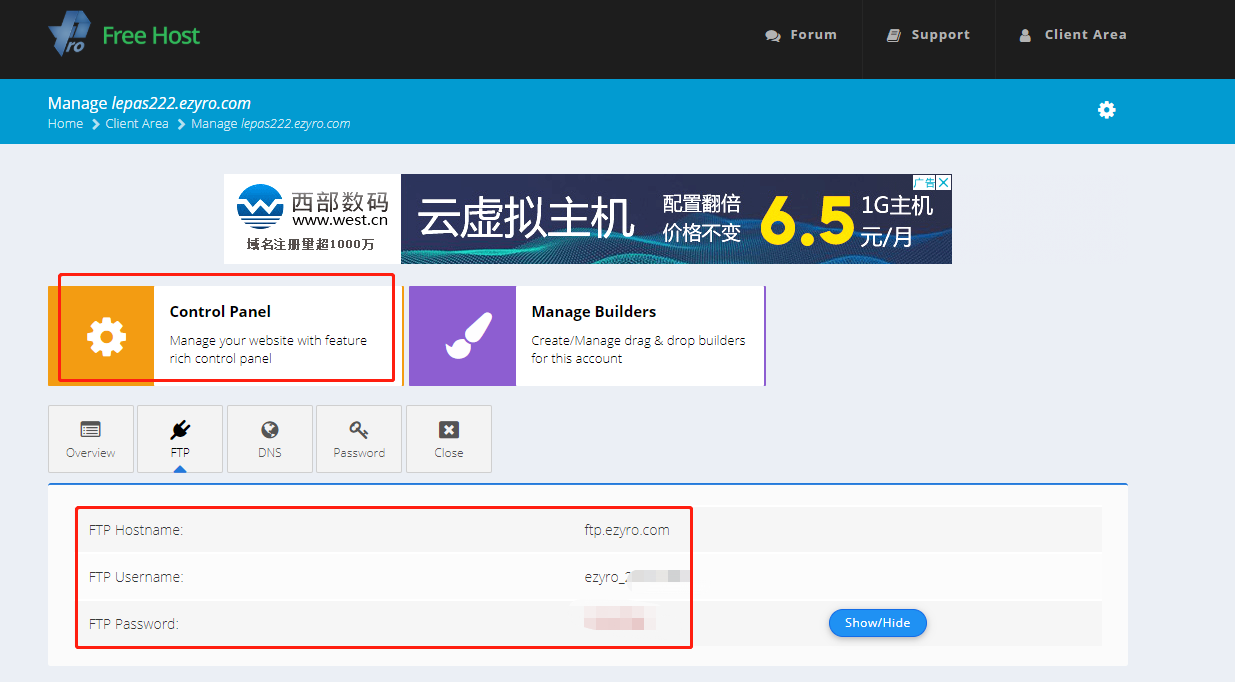 Pro Free Host
Forum
Support
Client Area
Manage lepas222.ezyro.com
Home Client Area Manage lepas222.ezyro.com
西部数码
www.west.cn
域名注册量超1000万
云虚拟主机
配置翻倍
价格不变
6.5
1G主机
元/月
广告
Control Panel
Manage your website with feature
rich control panel
Manage Builders
Create/Manage drag & drop builders
for this account
Overview
FTP
DNS
Password
Close
FTP Hostname: ftp.ezyro.com
FTP Username: ezyro_2
FTP Password:
Show/Hide